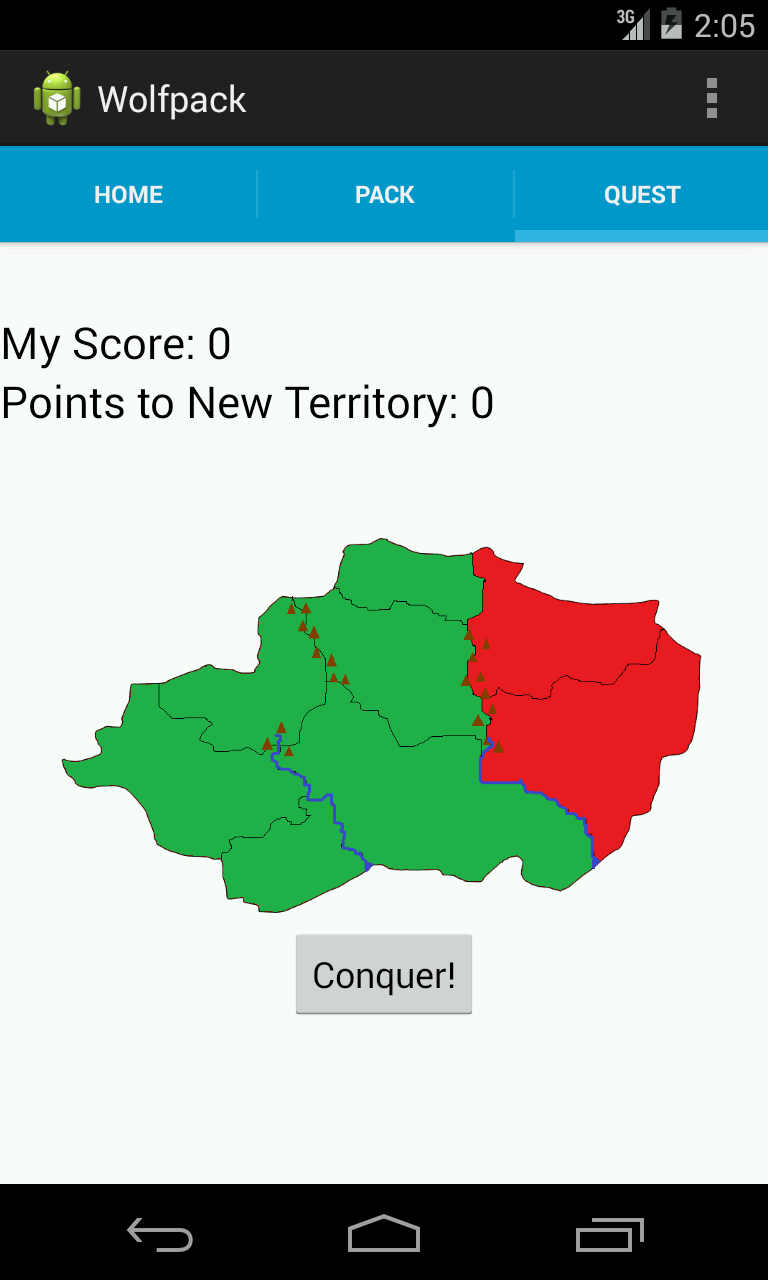 3G 2:05
Wolfpack
HOME PACK QUEST
My Score: 0
Points to New Territory: 0
Conquer!